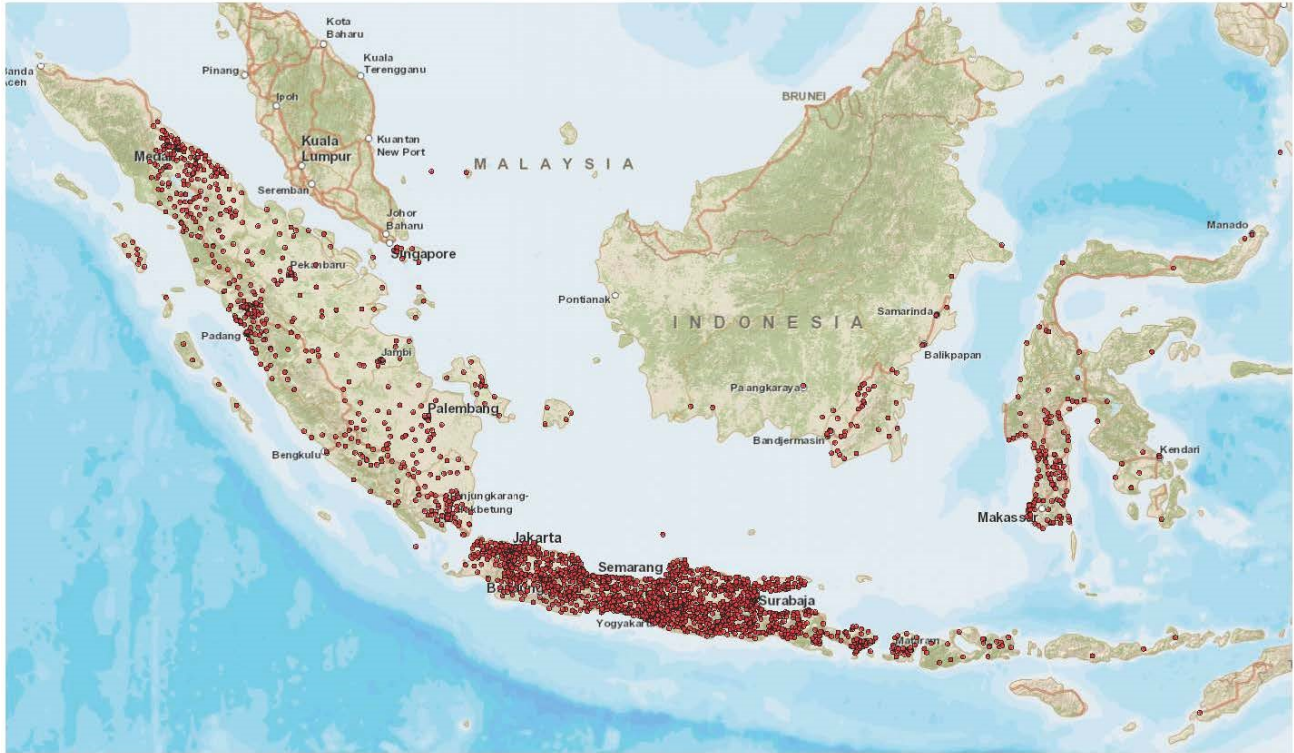 Kota
Baharu
Kuala
Terengganu
Pinang
Banda
Aceh
Ipoh
BRUNEI
Kuantan
New Port
Kuala
Lumpur
Medan
MALAYSIA
Seremban
Johor
Baharu
Singapore
Manado
Pekanbaru
Pontianak
Samarinda
INDONESIA
Padang
Jambi
Balikpapan
Palangkaraya
Palembang
Bandjermasin
Bengkulu
Kendari
Tanjungkarang-
Telukbetung
Makassar
Jakarta
Semarang
Bandung
Surabaja
Yogyakarta
Mataram